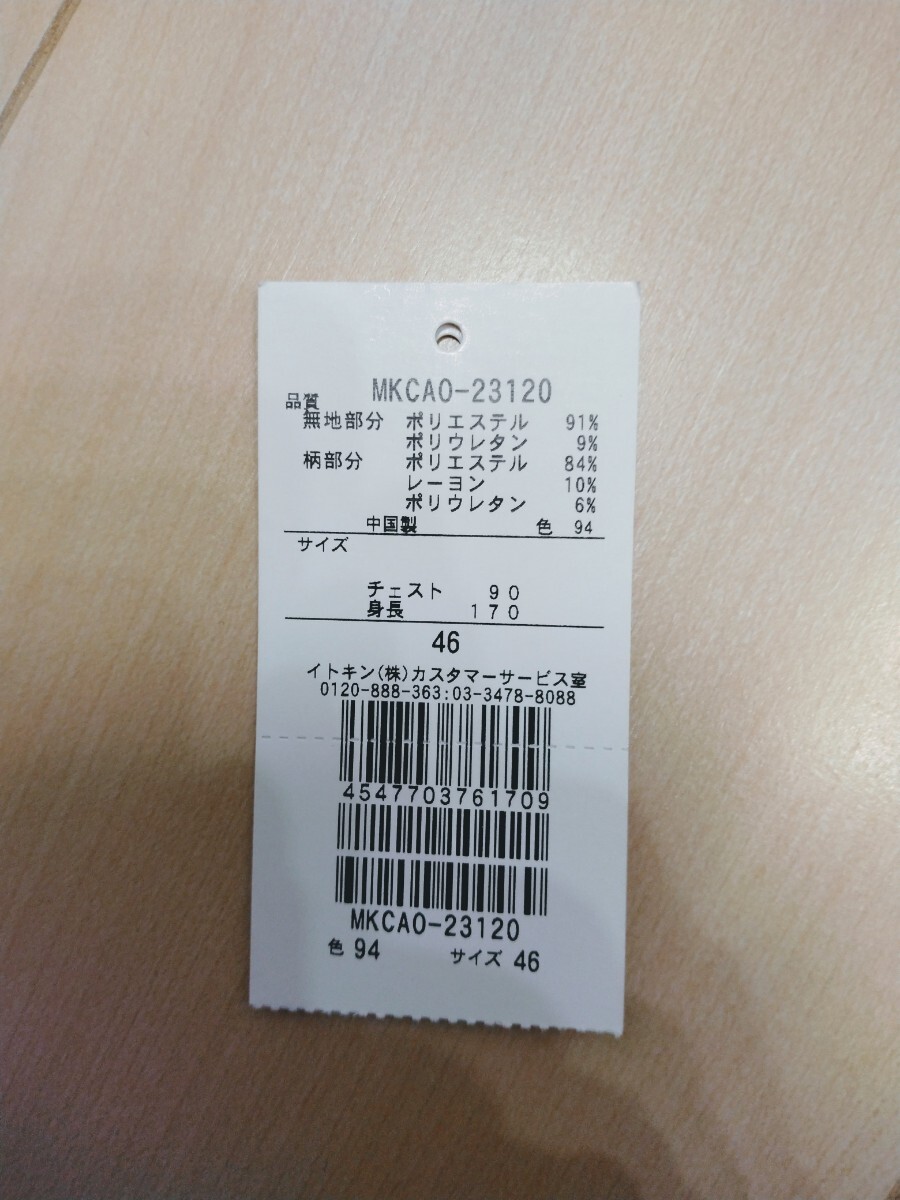 MKCAO-23120
品質
無地部分 ポリエステル 91%
ポリウレタン 9%
柄部分 ポリエステル 84%
レーヨン 10%
ポリウレタン 6%
中国製 色 94
サイズ
チェスト 90
身長 170
46
イトキン(株)カスタマーサービス室
0120-888-363:03-3478-8088
4547703761709
MKCAO-23120
色 94 サイズ 46